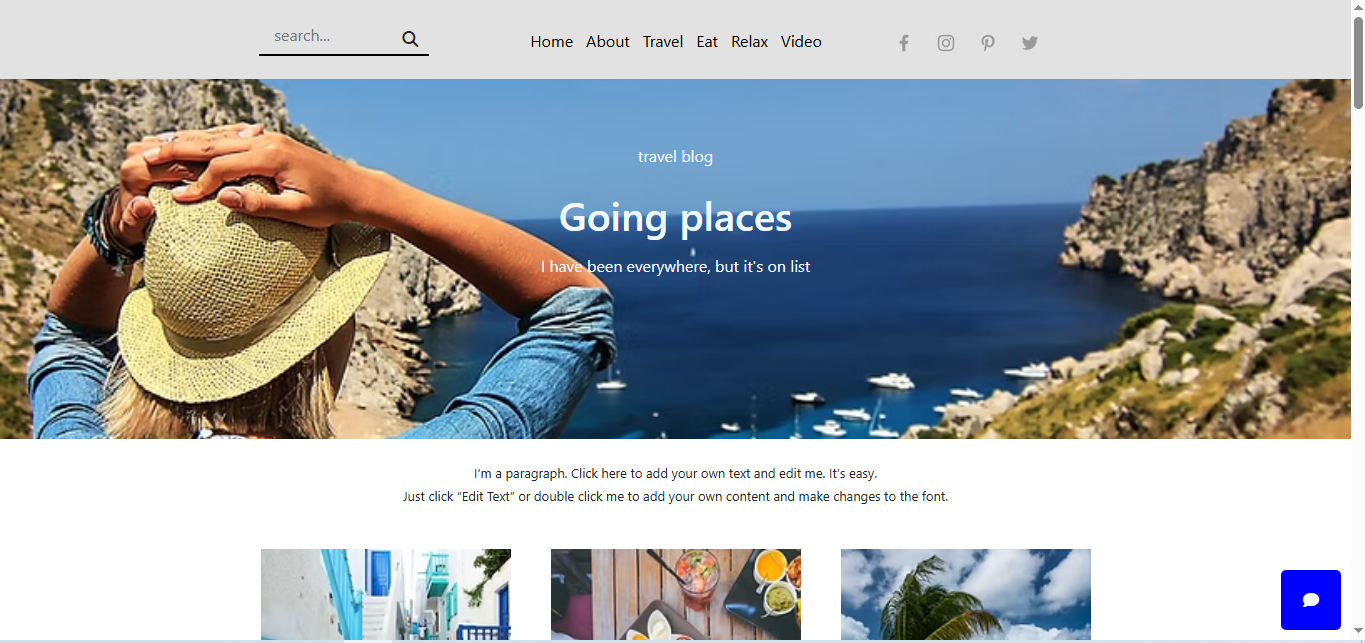 search...
Home About Travel Eat Relax Video
travel blog
Going places
I have been everywhere, but it's on list
I'm a paragraph. Click here to add your own text and edit me. It's easy.
Just click “Edit Text” or double click me to add your own content and make changes to the font.